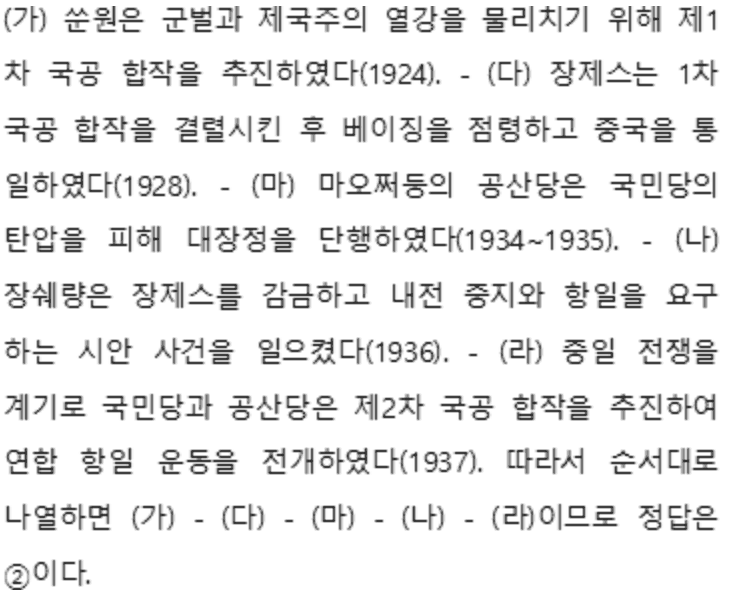 (가) 쑨원은 군벌과 제국주의 열강을 물리치기 위해 제1
차 국공 합작을 추진하였다(1924). - (다) 장제스는 1차
국공 합작을 결렬시킨 후 베이징을 점령하고 중국을 통
일하였다(1928). - (마) 마오쩌둥의 공산당은 국민당의
탄압을 피해 대장정을 단행하였다(1934~1935). - (나)
장쉐량은 장제스를 감금하고 내전 중지와 항일을 요구
하는 시안 사건을 일으켰다(1936). - (라) 중일 전쟁을
계기로 국민당과 공산당은 제2차 국공 합작을 추진하여
연합 항일 운동을 전개하였다(1937). 따라서 순서대로
나열하면 (가) - (다) - (마) - (나) - (라)이므로 정답은
②이다.